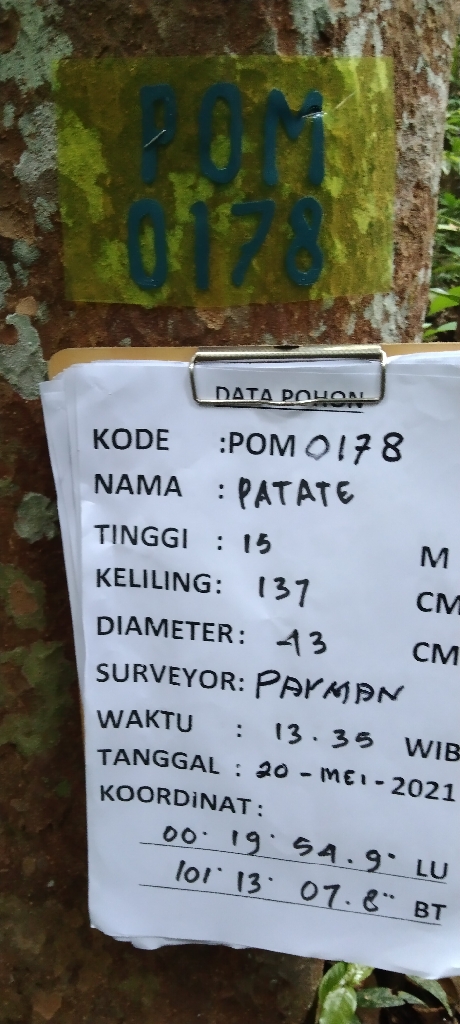 POM
0178
DATA POHON
KODE :POM 0178
NAMA : PATATE
TINGGI : 15 M
KELILING: 137 CM
DIAMETER: 43 CM
SURVEYOR: PAYMAN
WAKTU : 13.35 WIB
TANGGAL : 20-MEI-2021
KOORDiNAT:
00° 19' 54.9" LU
101° 13' 07.8" BT